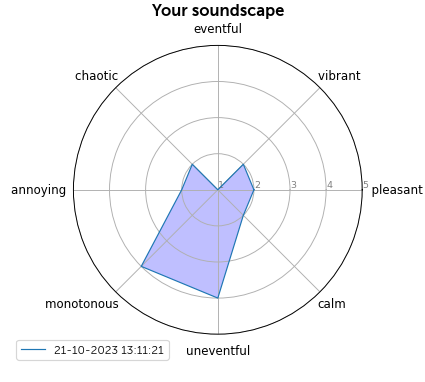 Your soundscape
eventful
chaotic
vibrant
annoying
1
2
3
4
5
pleasant
monotonous
calm
21-10-2023 13:11:21
uneventful